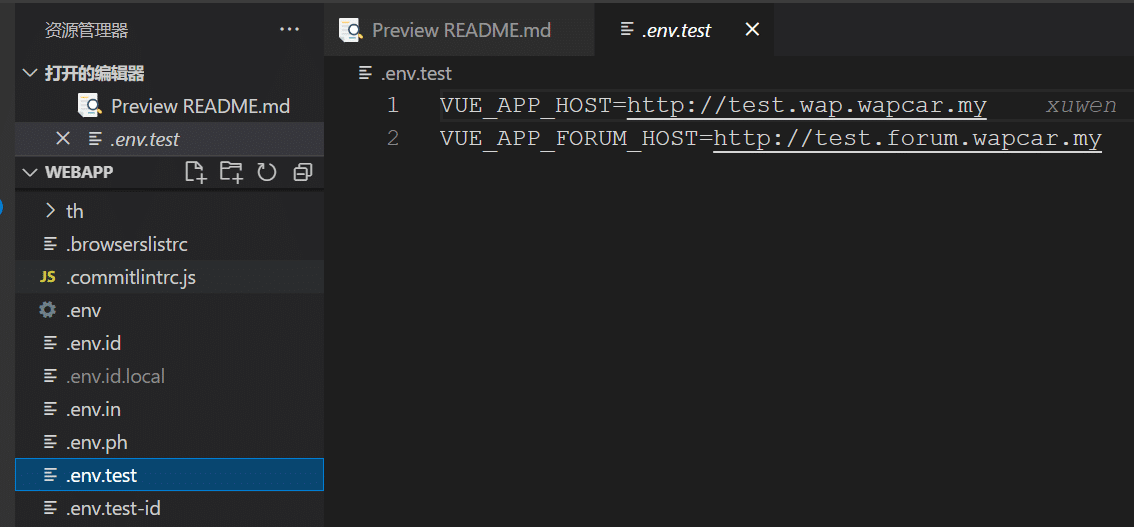 资源管理器 ···
打开的编辑器
Preview README.md
.env.test
WEBAPP
th
.browserslistrc
JS .commitlintrc.js
.env
.env.id
.env.id.local
.env.in
.env.ph
.env.test
.env.test-id
Preview README.md
.env.test
.env.test
1 VUE_APP_HOST=http://test.wap.wapcar.my xuwen
2 VUE_APP_FORUM_HOST=http://test.forum.wapcar.my